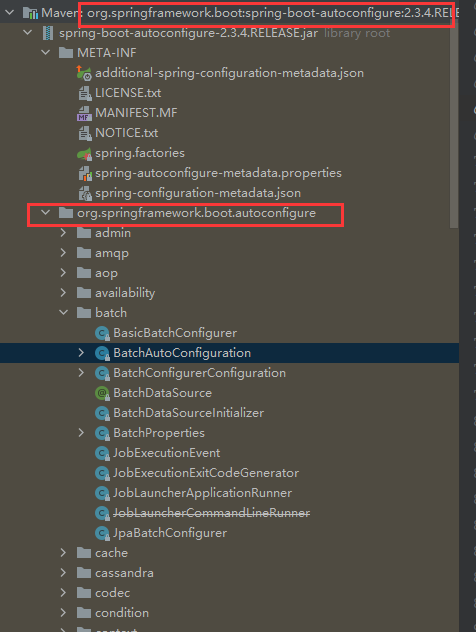 Maven: org.springframework.boot:spring-boot-autoconfigure:2.3.4.RELE
spring-boot-autoconfigure-2.3.4.RELEASE.jar library root
META-INF
additional-spring-configuration-metadata.json
LICENSE.txt
MANIFEST.MF
NOTICE.txt
spring.factories
spring-autoconfigure-metadata.properties
spring-configuration-metadata.json
org.springframework.boot.autoconfigure
admin
amqp
aop
availability
batch
BasicBatchConfigurer
BatchAutoConfiguration
BatchConfigurerConfiguration
BatchDataSource
BatchDataSourceInitializer
BatchProperties
JobExecutionEvent
JobExecutionExitCodeGenerator
JobLauncherApplicationRunner
JobLauncherCommandLineRunner
JpaBatchConfigurer
cache
cassandra
codec
condition
context